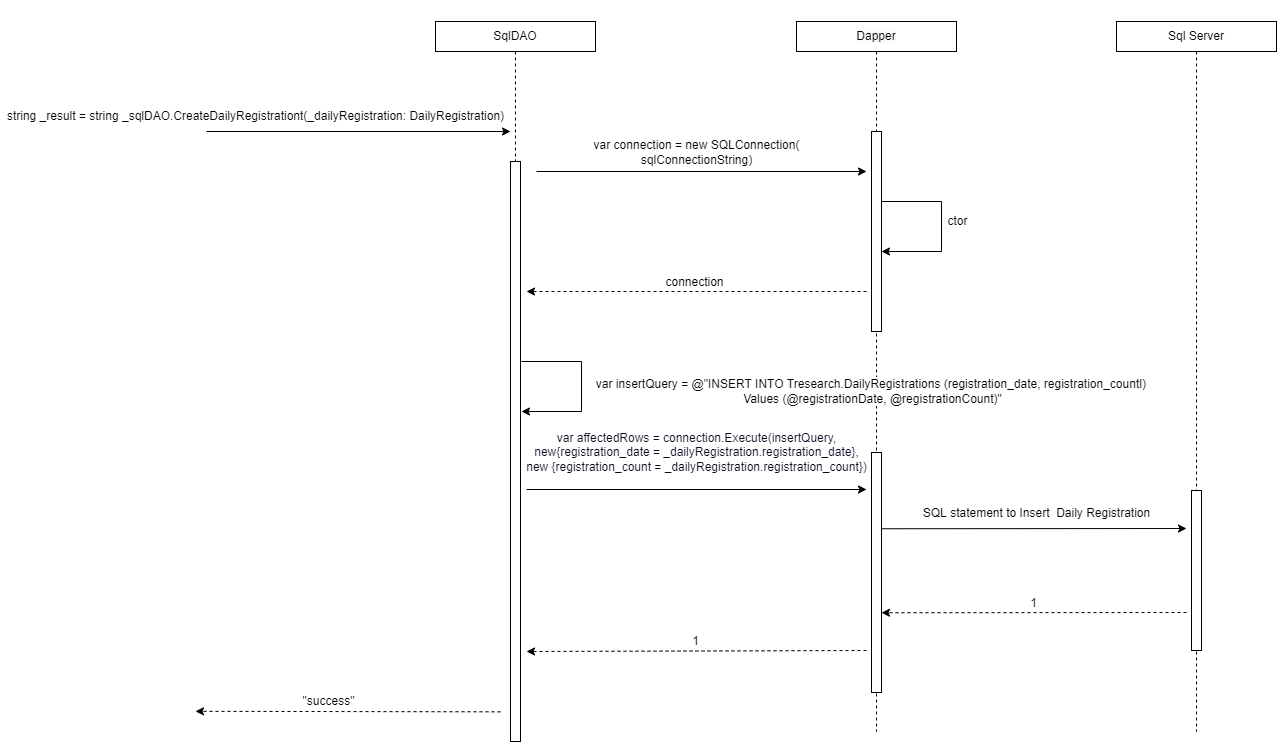 SqlDAO
Dapper
Sql Server
string _result = string _sqlDAO.CreateDailyRegistrationt(_dailyRegistration: DailyRegistration)
var connection = new SQLConnection(
sqlConnectionString)
ctor
connection
var insertQuery = @"INSERT INTO Tresearch.DailyRegistrations (registration_date, registration_countl)
Values (@registrationDate, @registrationCount)"
var affectedRows = connection.Execute(insertQuery,
new{registration_date = _dailyRegistration.registration_date},
new {registration_count = _dailyRegistration.registration_count})
SQL statement to Insert  Daily Registration
1
1
"success"